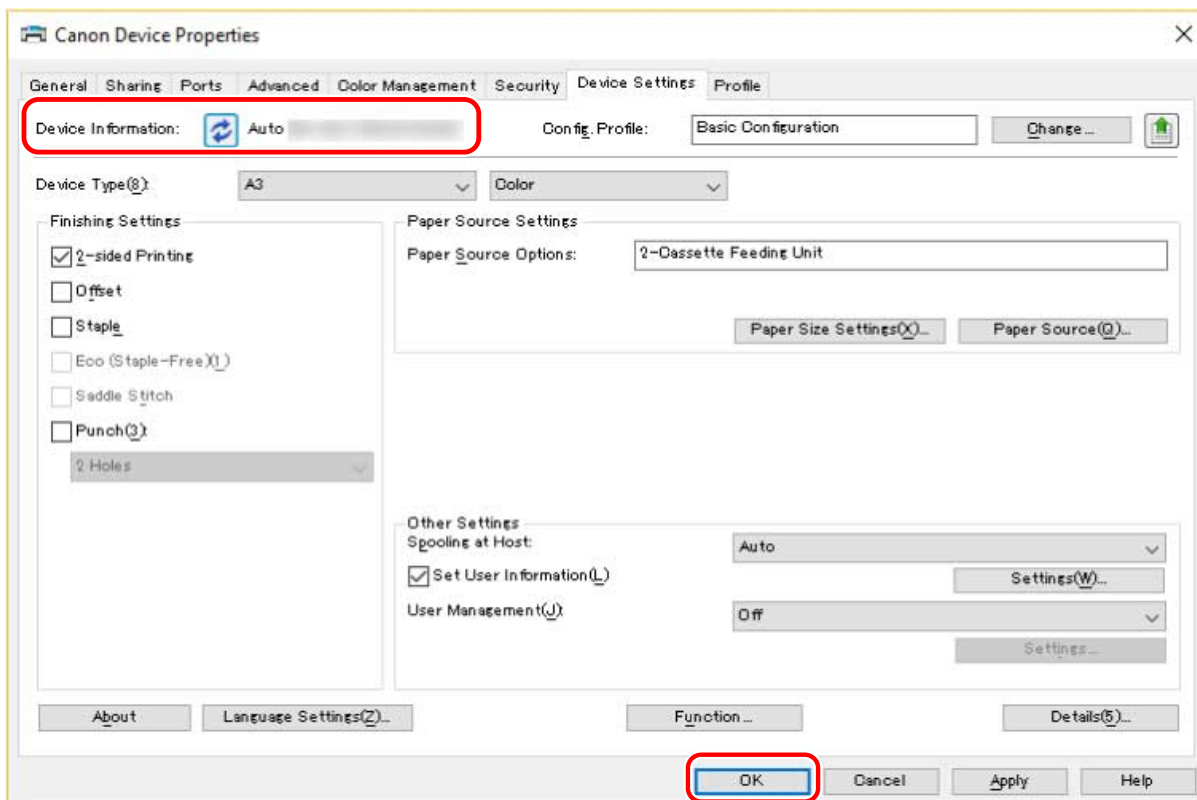 Canon Device Properties
General Sharing Ports Advanced Color Management Security Device Settings Profile
Device Information: Auto Config. Profile: Basic Configuration Change...
Device Type(8): A3 Color
Finishing Settings
2-sided Printing
Offset
Staple
Eco (Staple-Free)(1)
Saddle Stitch
Punch(3):
2 Holes
Paper Source Settings
Paper Source Options: 2-Cassette Feeding Unit
Paper Size Settings(X)... Paper Source(Q)...
Other Settings
Spooling at Host: Auto
Set User Information(L) Settings(W)...
User Management(J): Off
Settings...
About Language Settings(Z)... Function... Details(5)...
OK Cancel Apply Help